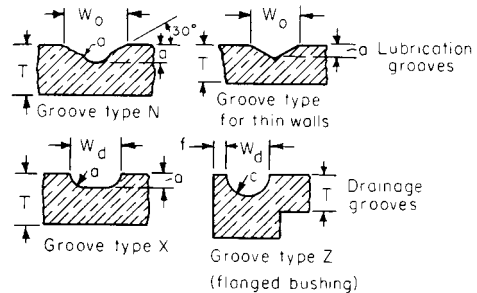 Wo
Wo
30°
a
a
a
Lubrication
grooves
T
T
Groove type N
Groove type
for thin walls
Wd
f
Wd
a
a
c
T
T
Drainage
grooves
Groove type X
Groove type Z
(flanged bushing)